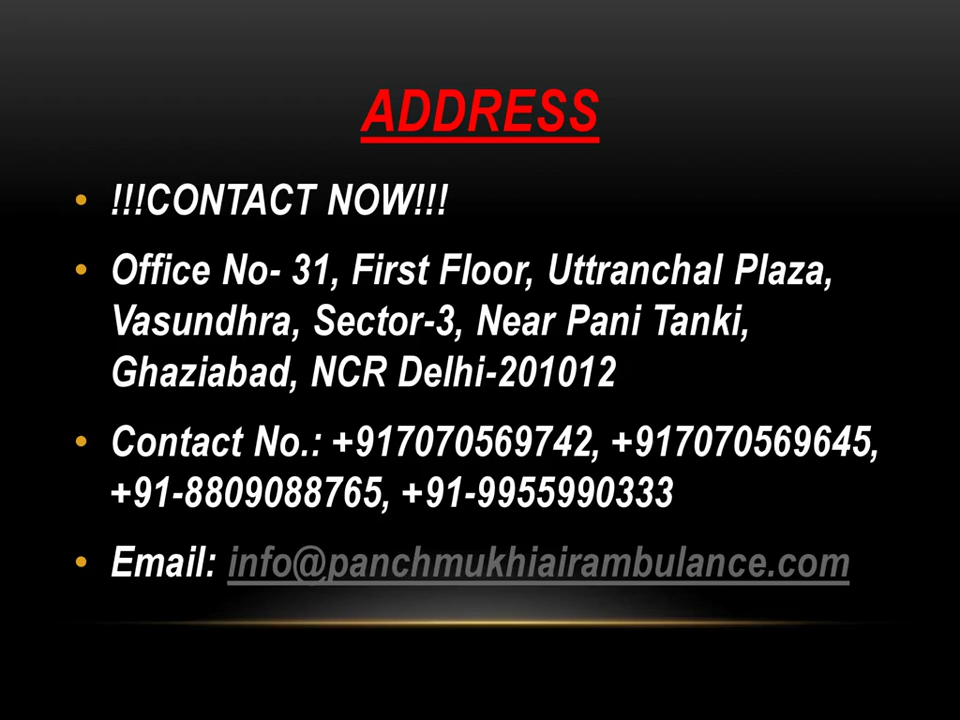 ADDRESS
• !!!CONTACT NOW!!!
• Office No- 31, First Floor, Uttranchal Plaza,
Vasundhra, Sector-3, Near Pani Tanki,
Ghaziabad, NCR Delhi-201012
• Contact No.: +917070569742, +917070569645,
+91-8809088765, +91-9955990333
• Email: info@panchmukhiairambulance.com